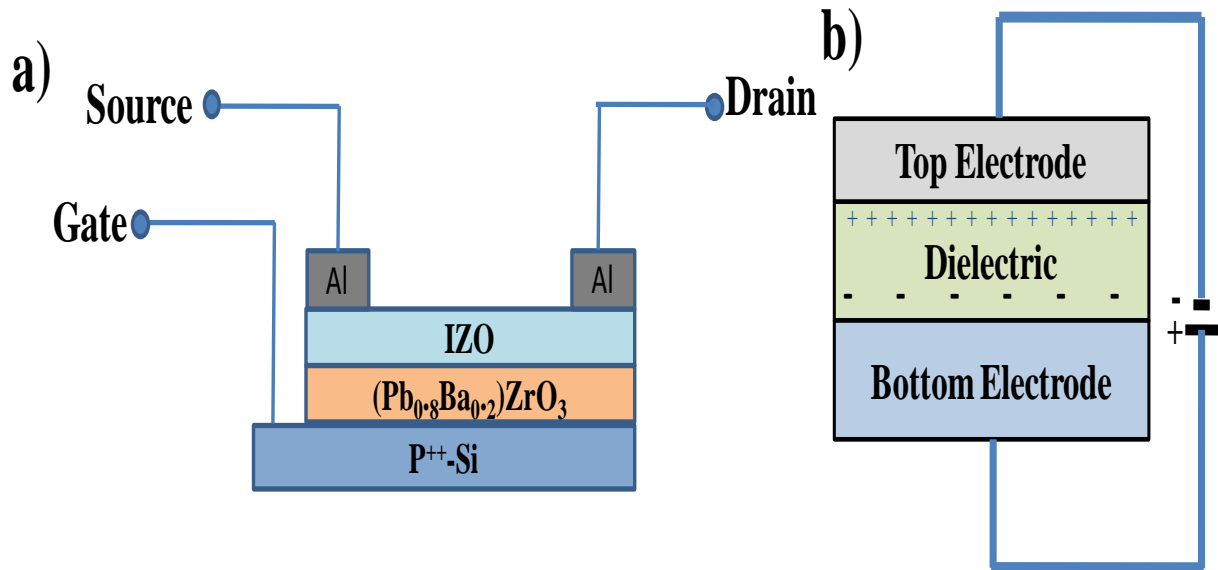 a)
Source
Drain
Gate
Al
Al
IZO
(Pb₀.₈Ba₀.₂)ZrO₃
P⁺⁺-Si
b)
Top Electrode
+ + + + + + + + + + + + + + +
Dielectric
- - - - - -
-
+
Bottom Electrode